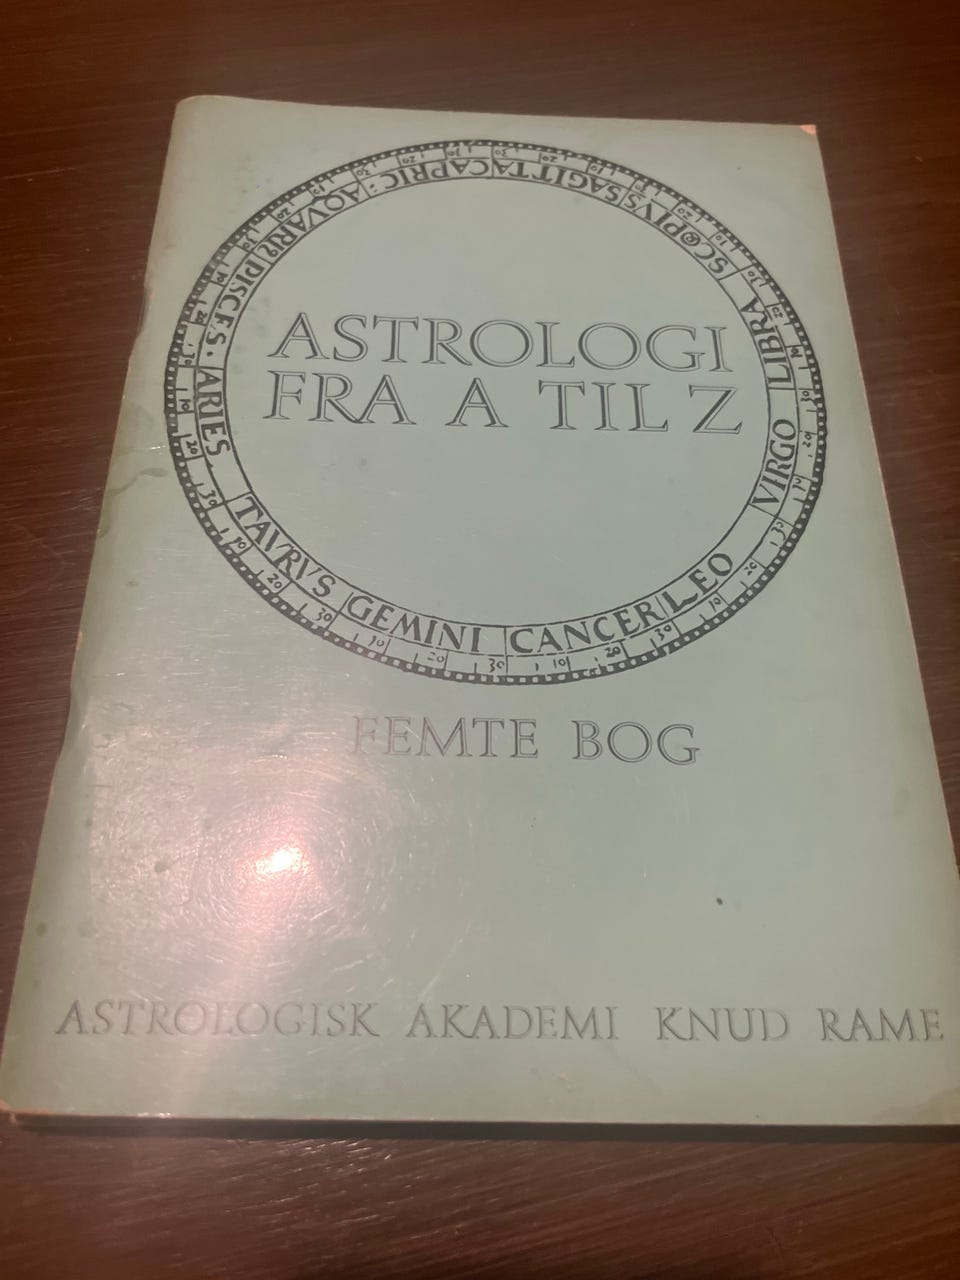 ASTROLOGI
FRA A TIL Z
ARIES
TAVRVS
GEMINI
CANCER
LEO
VIRGO
LIBRA
SCOPIVS
SAGITTA
CAPRIC:
AQVARI
PISCES.
FEMTE BOG
ASTROLOGISK AKADEMI KNUD RAME